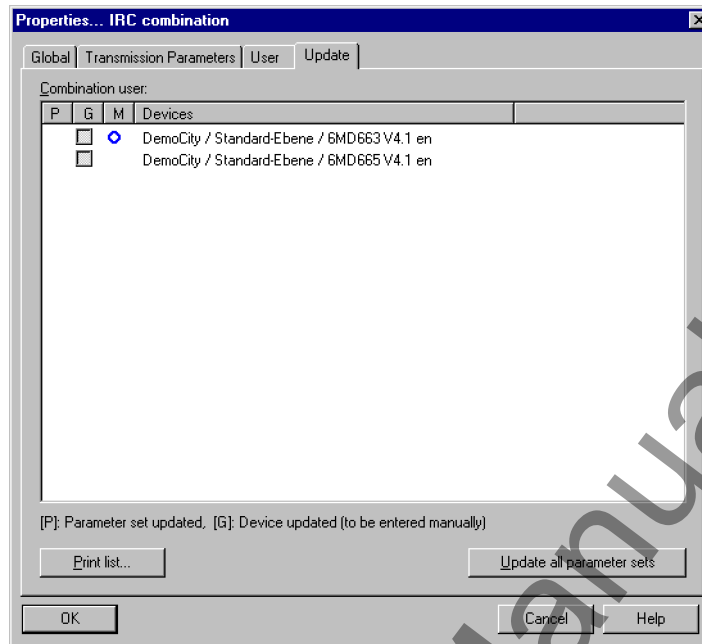 Properties... IRC combination
Global Transmission Parameters User Update
Combination user:
P G M Devices
DemoCity / Standard-Ebene / 6MD663 V4.1 en
DemoCity / Standard-Ebene / 6MD665 V4.1 en
[P]: Parameter set updated, [G]: Device updated (to be entered manually)
Print list... Update all parameter sets
OK Cancel Help